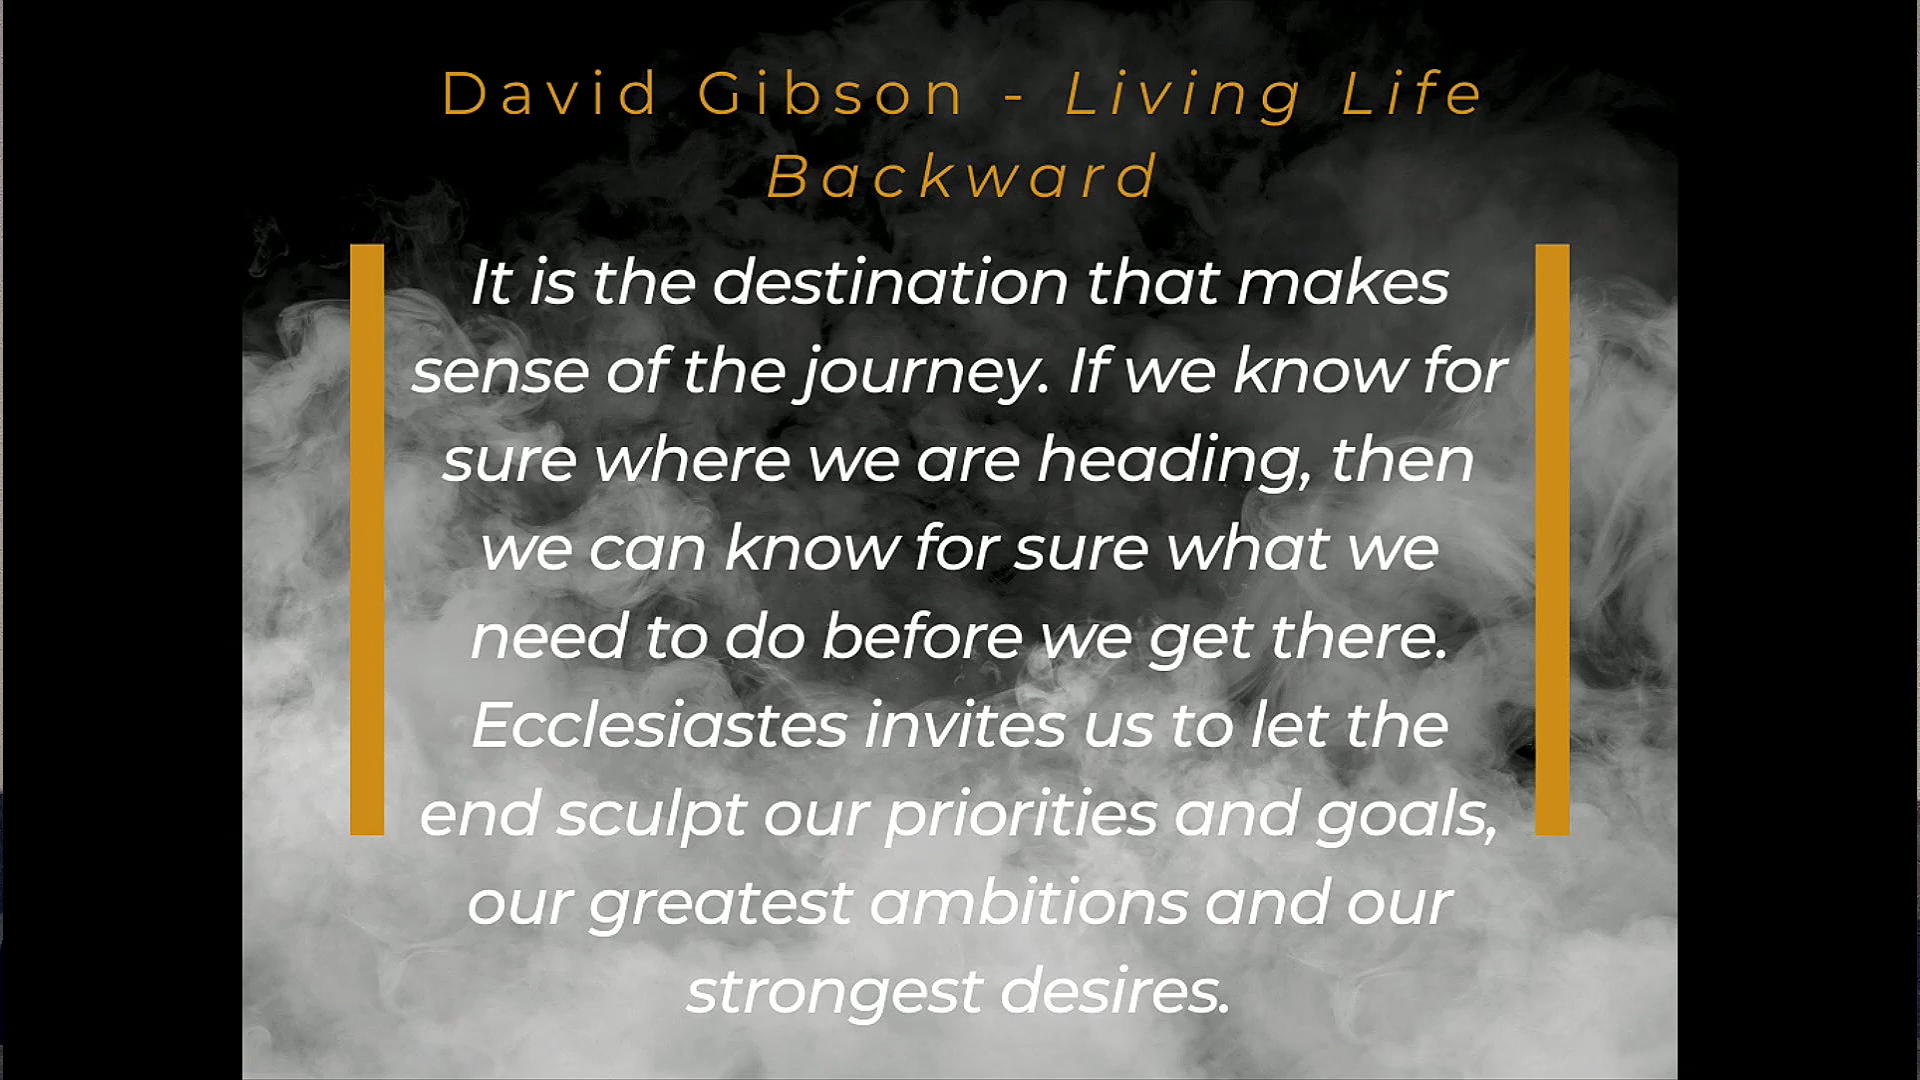 David Gibson - Living Life
Backward
It is the destination that makes
sense of the journey. If we know for
sure where we are heading, then
we can know for sure what we
need to do before we get there.
Ecclesiastes invites us to let the
end sculpt our priorities and goals,
our greatest ambitions and our
strongest desires.